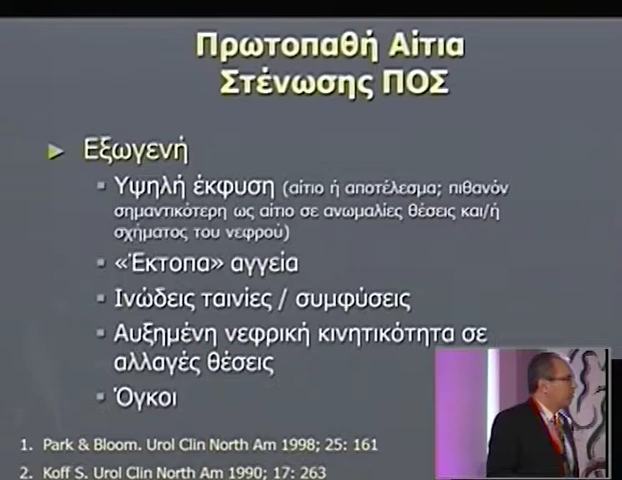 Πρωτοπαθή Αίτια
Στένωσης ΠΟΣ
Εξωγενή
Υψηλή έκφυση (αίτιο ή αποτέλεσμα; πιθανόν
σημαντικότερη ως αίτιο σε ανωμαλίες θέσεις και/ή
σχήματος του νεφρού)
«Έκτοπα» αγγεία
Ινώδεις ταινίες / συμφύσεις
Αυξημένη νεφρική κινητικότητα σε
αλλαγές θέσεις
Όγκοι
1. Park & Bloom. Urol Clin North Am 1998; 25: 161
2. Koff S. Urol Clin North Am 1990; 17: 263